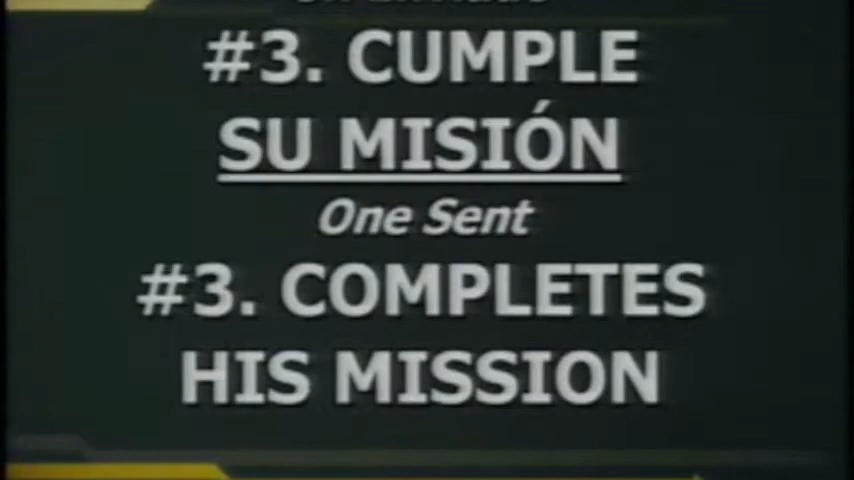 #3. CUMPLE
SU MISIÓN
One Sent
#3. COMPLETES
HIS MISSION